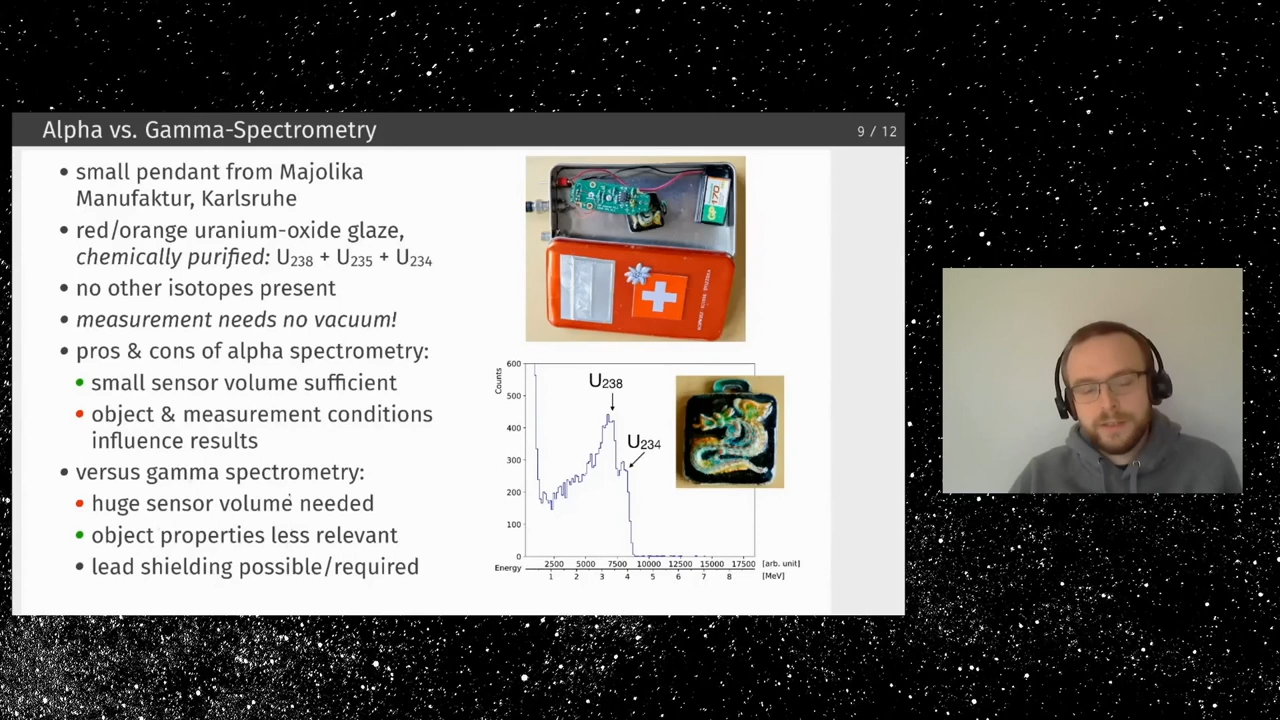 Alpha vs. Gamma-Spectrometry
9 / 12
• small pendant from Majolika
Manufaktur, Karlsruhe
• red/orange uranium-oxide glaze,
chemically purified: U₂₃₈ + U₂₃₅ + U₂₃₄
• no other isotopes present
• measurement needs no vacuum!
• pros & cons of alpha spectrometry:
• small sensor volume sufficient
• object & measurement conditions
influence results
• versus gamma spectrometry:
• huge sensor volume needed
• object properties less relevant
• lead shielding possible/required
GP
170
Counts
600
500
400
300
200
100
0
U₂₃₈
U₂₃₄
2500 5000 7500 10000 12500 15000 17500 [arb. unit]
Energy
1 2 3 4 5 6 7 8 [MeV]